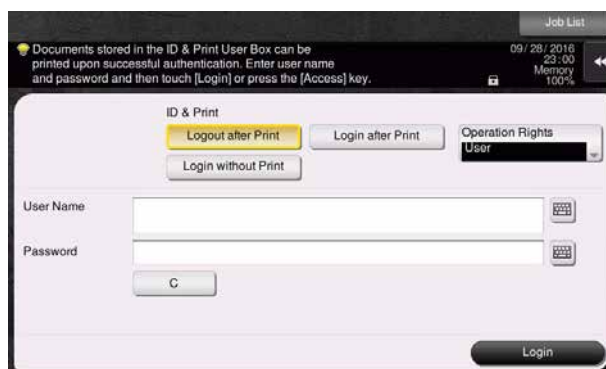 Job List
Documents stored in the ID & Print User Box can be
printed upon successful authentication. Enter user name
and password and then touch [Login] or press the [Access] key.
09/28/2016
23:00
Memory
100%
ID & Print
Logout after Print
Login after Print
Operation Rights
User
Login without Print
User Name
Password
C
Login